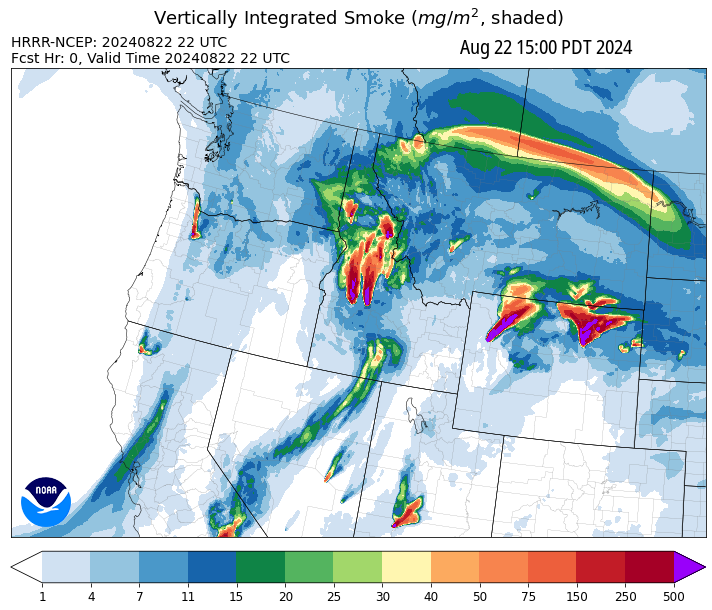 Vertically Integrated Smoke (mg/m², shaded)
HRRR-NCEP: 20240822 22 UTC
Aug 22 15:00 PDT 2024
Fcst Hr: 0, Valid Time 20240822 22 UTC
NOAA
1 4 7 11 15 20 25 30 40 50 75 150 250 500